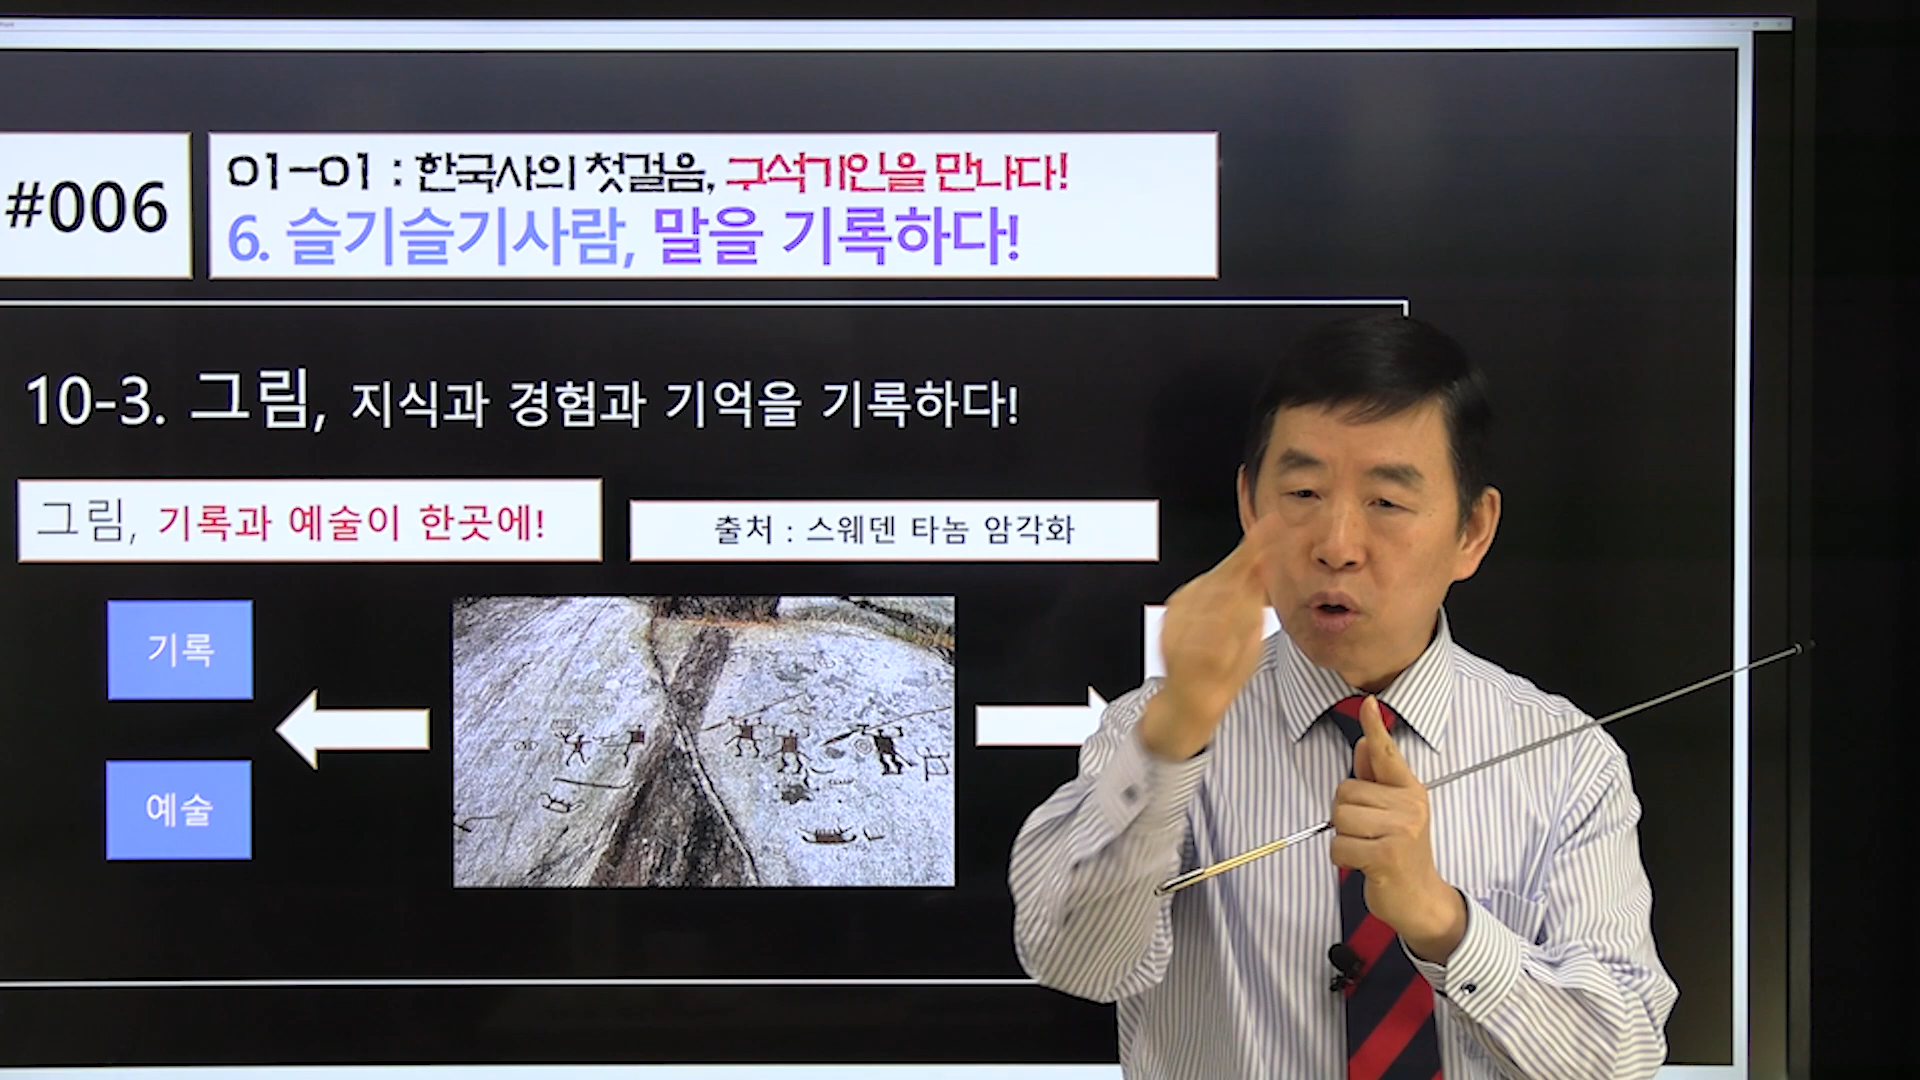 #006
01-01 : 한국사의 첫걸음, 구석기인을 만나다!
6. 슬기슬기사람, 말을 기록하다!
10-3. 그림, 지식과 경험과 기억을 기록하다!
그림, 기록과 예술이 한곳에!
출처 : 스웨덴 타놈 암각화
기록
예술